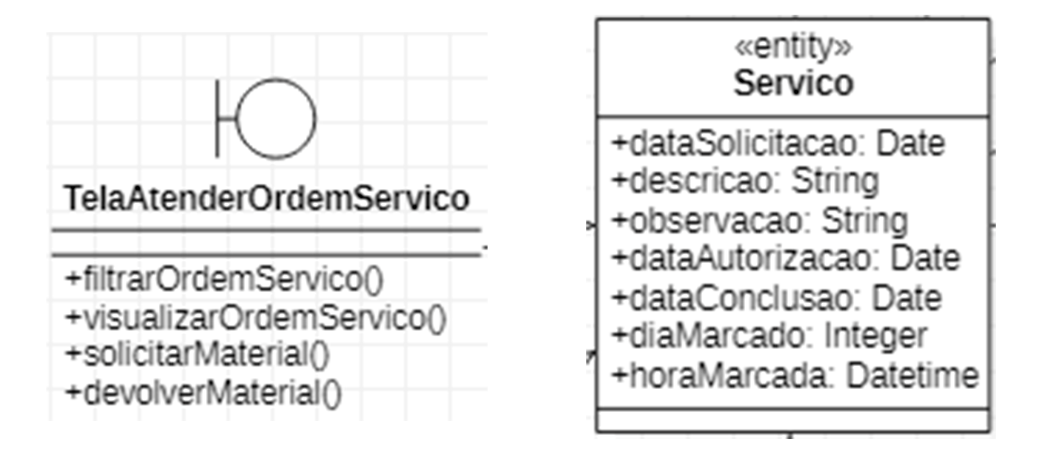 TelaAtenderOrdemServico
+filtrarOrdemServico()
+visualizarOrdemServico()
+solicitarMaterial()
+devolverMaterial()
«entity»
Servico
+dataSolicitacao: Date
+descricao: String
+observacao: String
+dataAutorizacao: Date
+dataConclusao: Date
+diaMarcado: Integer
+horaMarcada: Datetime